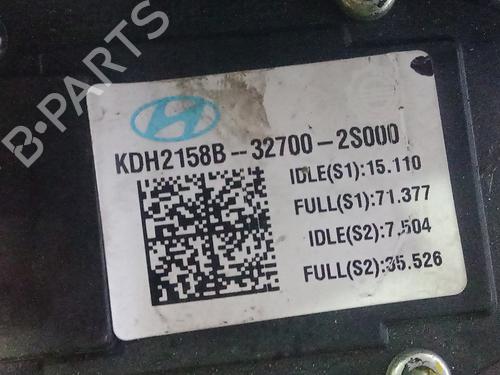 B-PARTS
KDH2158B-32700-2S000
IDLE(S1):15.110
FULL(S1):71.377
IDLE(S2):7.504
FULL(S2):35.526